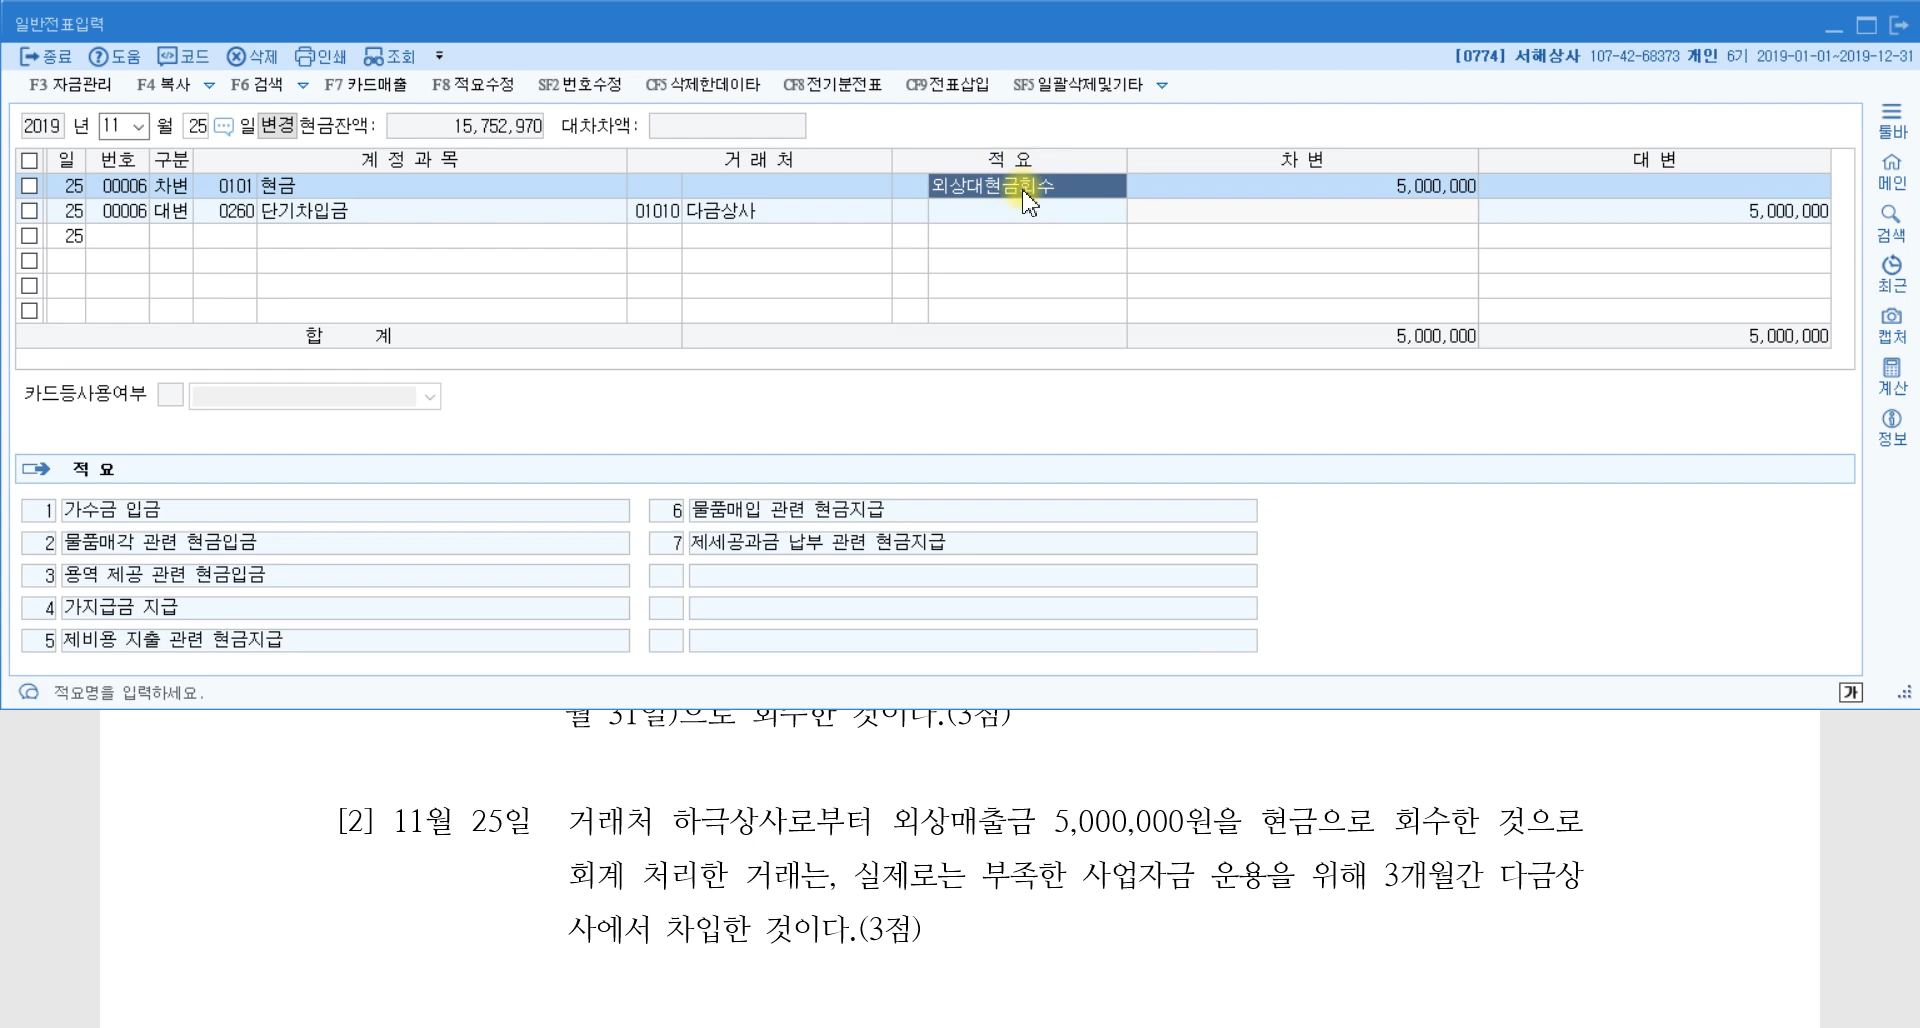 일반전표입력
종료 도움 코드 삭제 인쇄 조회 [0774] 서해상사 107-42-68373 개인 6기 2019-01-01~2019-12-31
F3 자금관리 F4 복사 F6 검색 F7 카드매출 F8 적요수정 SF2 번호수정 CF5 삭제한데이타 CF8 전기분전표 CF9 전표삽입 SF5 일괄삭제및기타
2019 년 11 월 25 일 변경 현금잔액: 15,752,970 대차차액:
일 번호 구분 계 정 과 목 거 래 처 적 요 차 변 대 변
25 00006 차변 0101 현금 외상대현금회수 5,000,000
25 00006 대변 0260 단기차입금 01010 다금상사 5,000,000
25
합 계 5,000,000 5,000,000
카드등사용여부
적 요
1 가수금 입금 6 물품매입 관련 현금지급
2 물품매각 관련 현금입금 7 제세공과금 납부 관련 현금지급
3 용역 제공 관련 현금입금
4 가지급금 지급
5 제비용 지출 관련 현금지급
적요명을 입력하세요. 가
툴바
메인
검색
최근
캡처
계산
정보
월 31일)으로 회수한 것이다.(3점)
[2] 11월 25일 거래처 하극상사로부터 외상매출금 5,000,000원을 현금으로 회수한 것으로
회계 처리한 거래는, 실제로는 부족한 사업자금 운용을 위해 3개월간 다금상
사에서 차입한 것이다.(3점)